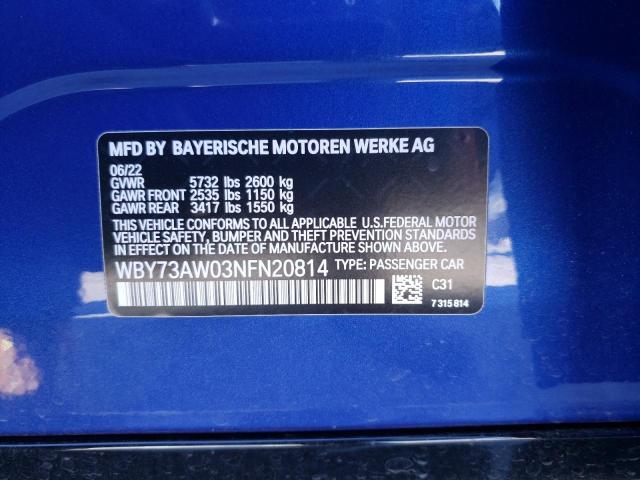 MFD BY BAYERISCHE MOTOREN WERKE AG
06/22
GVWR 5732 lbs 2600 kg
GAWR FRONT 2535 lbs 1150 kg
GAWR REAR 3417 lbs 1550 kg
THIS VEHICLE CONFORMS TO ALL APPLICABLE U.S.FEDERAL MOTOR
VEHICLE SAFETY, BUMPER AND THEFT PREVENTION STANDARDS
IN EFFECT ON THE DATE OF MANUFACTURE SHOWN ABOVE.
WBY73AW03NFN20814 TYPE: PASSENGER CAR
C31
7315814